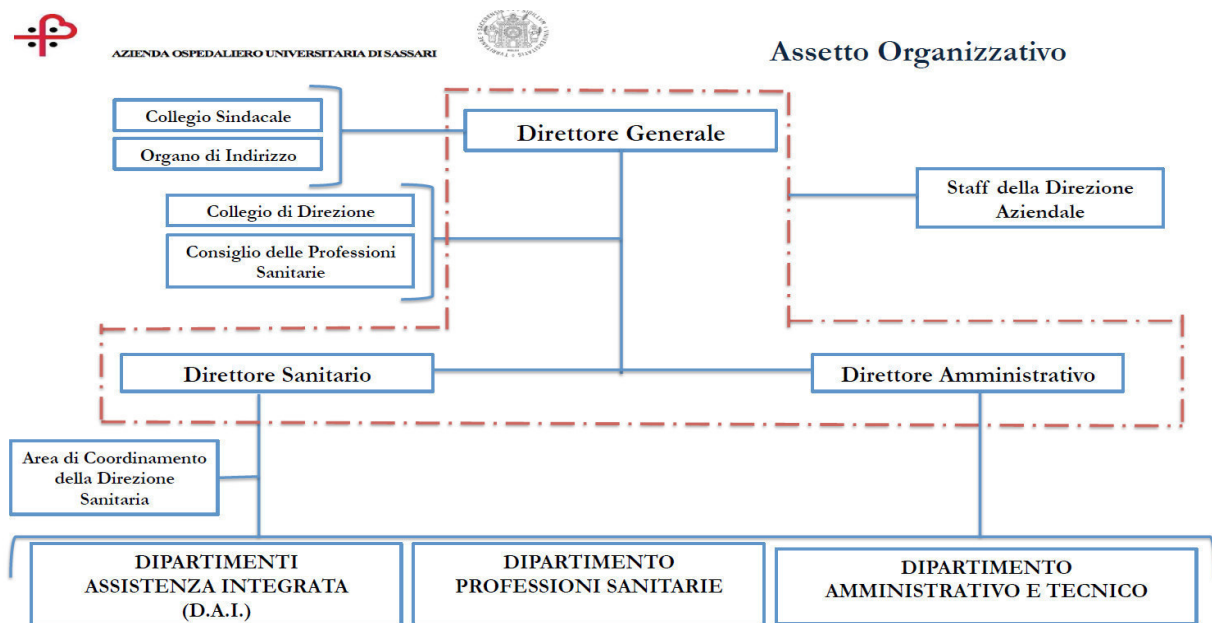 AZIENDA OSPEDALIERO UNIVERSITARIA DI SASSARI
Assetto Organizzativo
Collegio Sindacale
Organo di Indirizzo
Direttore Generale
Collegio di Direzione
Consiglio delle Professioni
Sanitarie
Staff della Direzione
Aziendale
Direttore Sanitario
Direttore Amministrativo
Area di Coordinamento
della Direzione
Sanitaria
DIPARTIMENTI
ASSISTENZA INTEGRATA
(D.A.I.)
DIPARTIMENTO
PROFESSIONI SANITARIE
DIPARTIMENTO
AMMINISTRATIVO E TECNICO